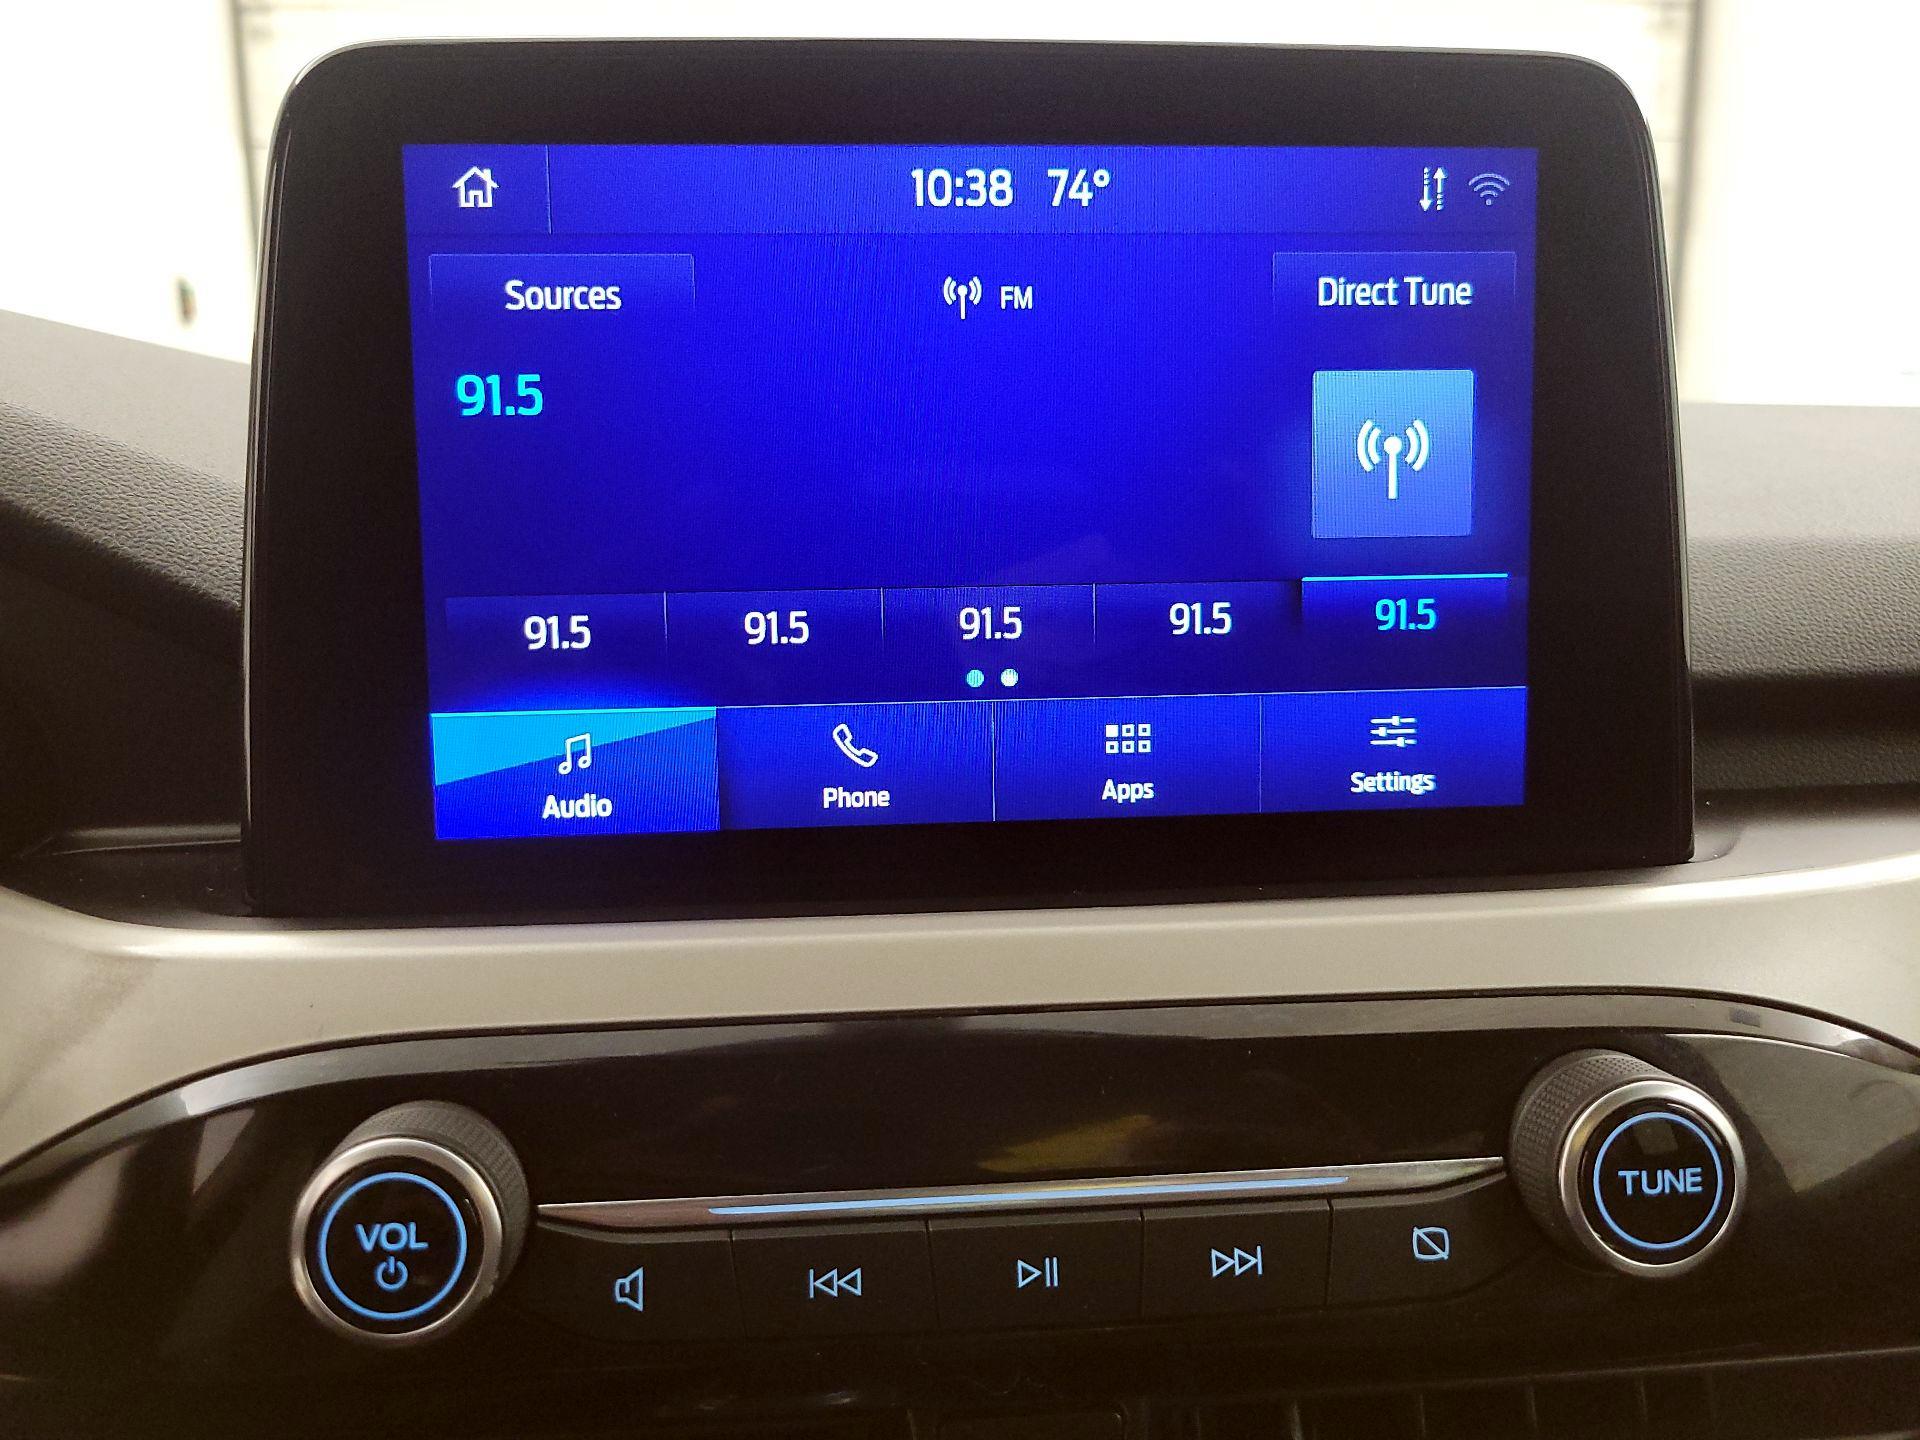 10:38 74°
Sources FM Direct Tune
91.5
91.5 91.5 91.5 91.5 91.5
Audio Phone Apps Settings
VOL TUNE